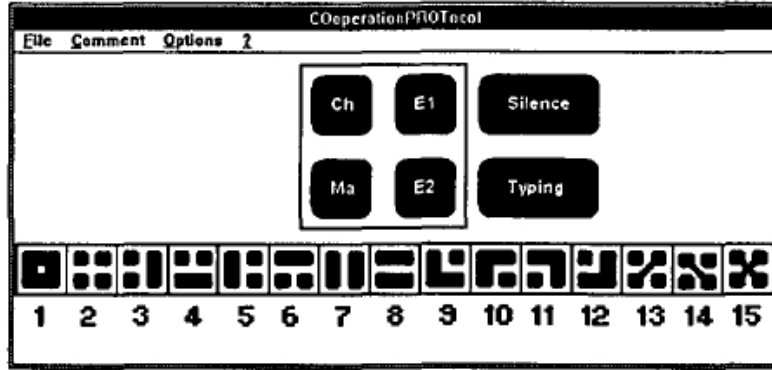 COoperationPROTocol
File Comment Options ?
Ch E1 Silence
Ma E2 Typing
1 2 3 4 5 6 7 8 9 10 11 12 13 14 15